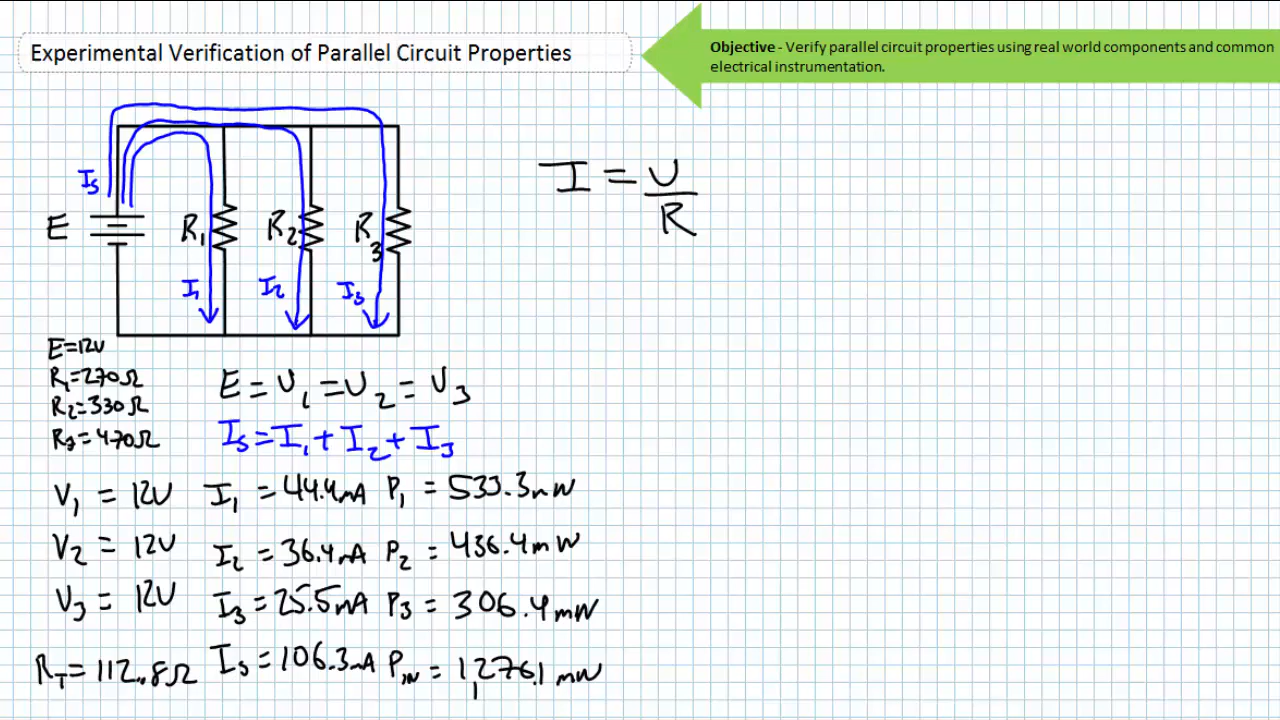 Experimental Verification of Parallel Circuit Properties
Objective - Verify parallel circuit properties using real world components and common
electrical instrumentation.
I = V/R
Is
E R1 R2 R3
I1 I2 I3
E=12V
R1=270Ω
R2=330Ω
R3=470Ω
E = V1 = V2 = V3
Is = I1 + I2 + I3
V1 = 12V I1 = 44.4mA P1 = 533.3mW
V2 = 12V I2 = 36.4mA P2 = 436.4mW
V3 = 12V I3 = 25.5mA P3 = 306.4mW
RT = 112.8Ω Is = 106.3mA PIN = 1,276.1mW